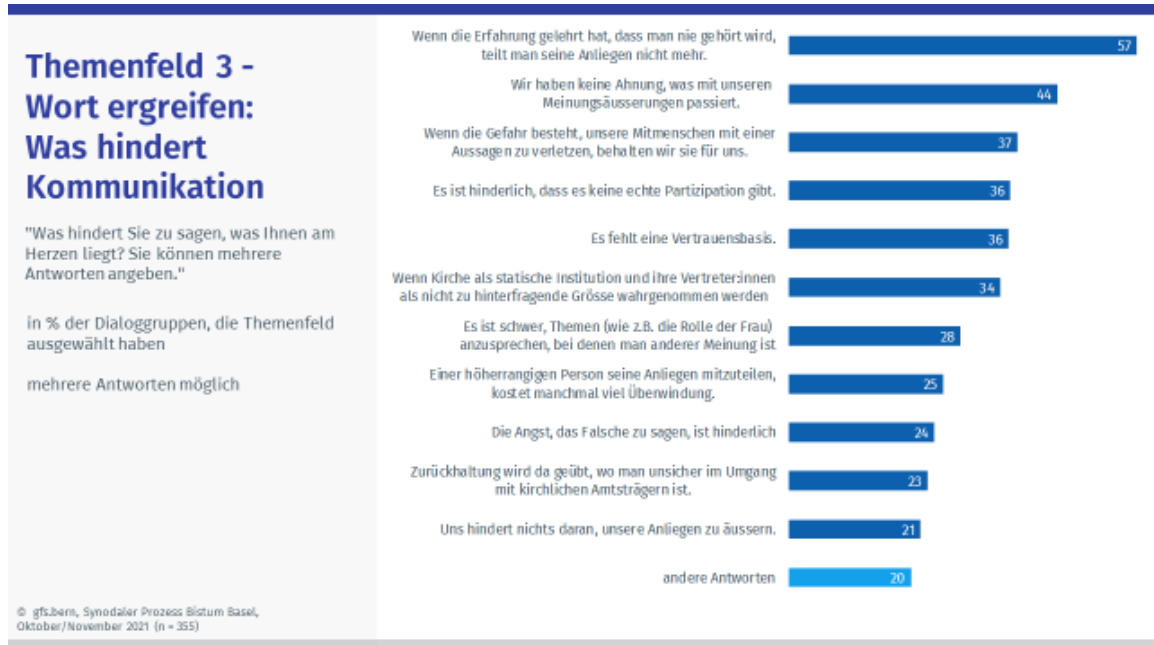 Themenfeld 3 -
Wort ergreifen:
Was hindert
Kommunikation
"Was hindert Sie zu sagen, was Ihnen am
Herzen liegt? Sie können mehrere
Antworten angeben."
in % der Dialoggruppen, die Themenfeld
ausgewählt haben
mehrere Antworten möglich
© gfs.bern, Synodaler Prozess Bistum Basel,
Oktober/November 2021 (n = 355)
Wenn die Erfahrung gelehrt hat, dass man nie gehört wird,
teilt man seine Anliegen nicht mehr.
57
Wir haben keine Ahnung, was mit unseren
Meinungsäusserungen passiert.
44
Wenn die Gefahr besteht, unsere Mitmenschen mit einer
Aussagen zu verletzen, behalten wir sie für uns.
37
Es ist hinderlich, dass es keine echte Partizipation gibt.
36
Es fehlt eine Vertrauensbasis.
36
Wenn Kirche als statische Institution und ihre Vertreter:innen
als nicht zu hinterfragende Grösse wahrgenommen werden
34
Es ist schwer, Themen (wie z.B. die Rolle der Frau)
anzusprechen, bei denen man anderer Meinung ist
28
Einer höherrangigen Person seine Anliegen mitzuteilen,
kostet manchmal viel Überwindung.
25
Die Angst, das Falsche zu sagen, ist hinderlich
24
Zurückhaltung wird da geübt, wo man unsicher im Umgang
mit kirchlichen Amtsträgern ist.
23
Uns hindert nichts daran, unsere Anliegen zu äussern.
21
andere Antworten
20